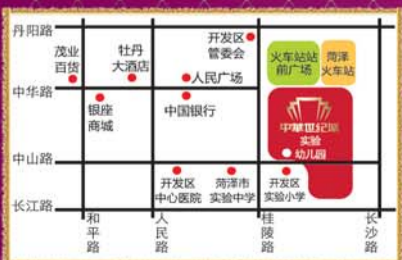 丹阳路
茂业
百货
牡丹
大酒店
开发区
管委会
人民广场
火车站站
前广场
菏泽
火车站
中华路
银座
商城
中国银行
中華世纪城
实验
幼儿园
中山路
开发区
中心医院
菏泽市
实验中学
开发区
实验小学
长江路
和平路
人民路
桂陵路
长沙路